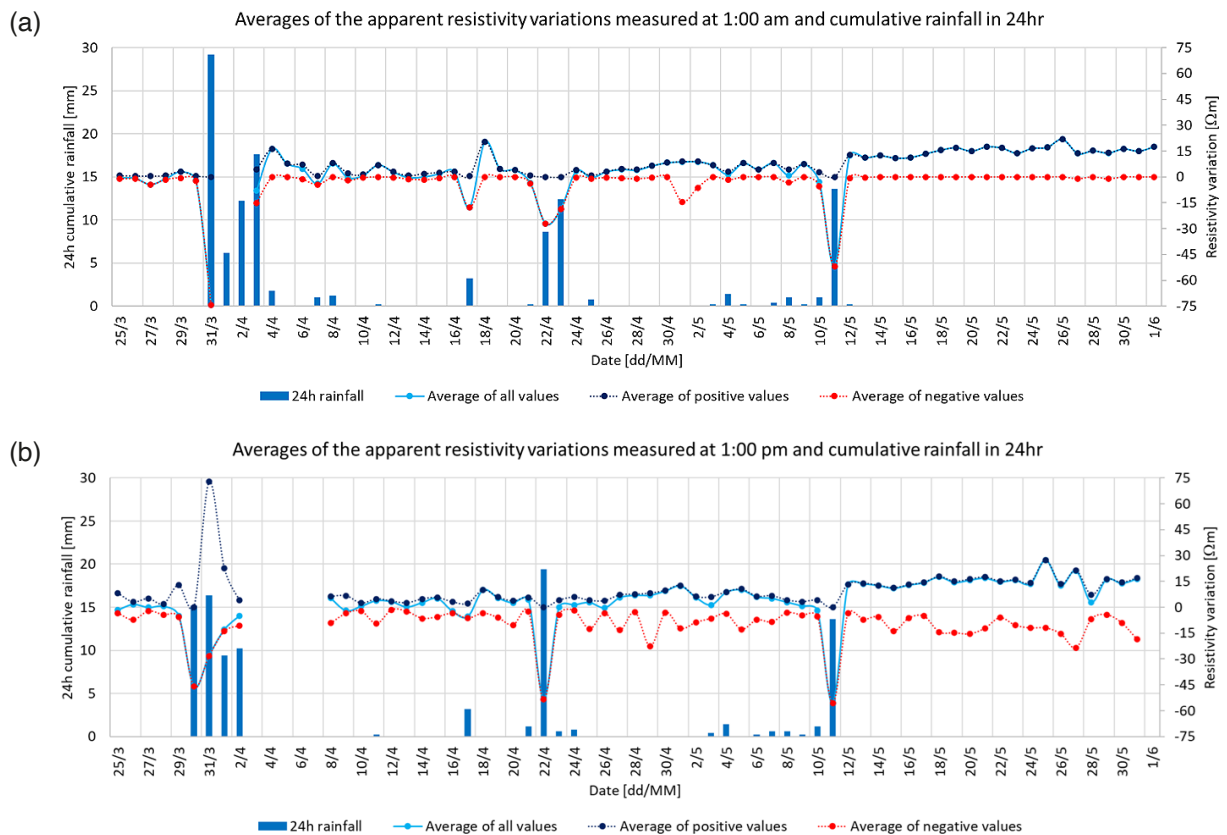 (a)
Averages of the apparent resistivity variations measured at 1:00 am and cumulative rainfall in 24hr
24h cumulative rainfall [mm]
30
25
20
15
10
5
0
75
60
45
30
15
0
-15
-30
-45
-60
-75
Resistivity variation [Ωm]
25/3 27/3 29/3 31/3 2/4 4/4 6/4 8/4 10/4 12/4 14/4 16/4 18/4 20/4 22/4 24/4 26/4 28/4 30/4 2/5 4/5 6/5 8/5 10/5 12/5 14/5 16/5 18/5 20/5 22/5 24/5 26/5 28/5 30/5 1/6
Date [dd/MM]
24h rainfall Average of all values Average of positive values Average of negative values
(b)
Averages of the apparent resistivity variations measured at 1:00 pm and cumulative rainfall in 24hr
24h cumulative rainfall [mm]
30
25
20
15
10
5
0
75
60
45
30
15
0
-15
-30
-45
-60
-75
Resistivity variation [Ωm]
25/3 27/3 29/3 31/3 2/4 4/4 6/4 8/4 10/4 12/4 14/4 16/4 18/4 20/4 22/4 24/4 26/4 28/4 30/4 2/5 4/5 6/5 8/5 10/5 12/5 14/5 16/5 18/5 20/5 22/5 24/5 26/5 28/5 30/5 1/6
Date [dd/MM]
24h rainfall Average of all values Average of positive values Average of negative values